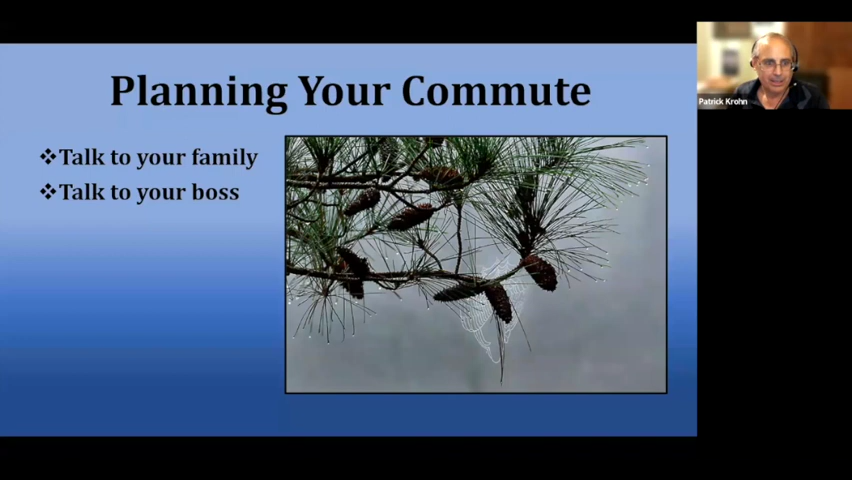 Planning Your Commute
❖Talk to your family
❖Talk to your boss
Patrick Krohn